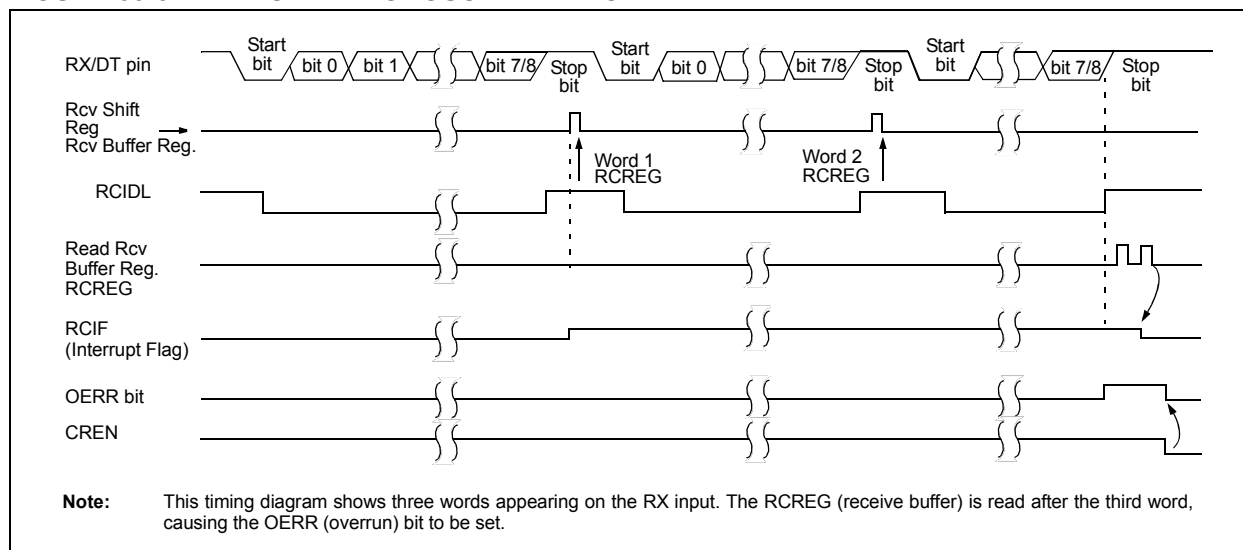 Start
bit
bit 0
bit 1
bit 7/8
Stop
bit
Start
bit
bit 0
bit 7/8
Stop
bit
Start
bit
bit 7/8
Stop
bit
RX/DT pin
Rcv Shift
Reg
Rcv Buffer Reg.
Word 1
RCREG
Word 2
RCREG
RCIDL
Read Rcv
Buffer Reg.
RCREG
RCIF
(Interrupt Flag)
OERR bit
CREN
Note: This timing diagram shows three words appearing on the RX input. The RCREG (receive buffer) is read after the third word,
causing the OERR (overrun) bit to be set.